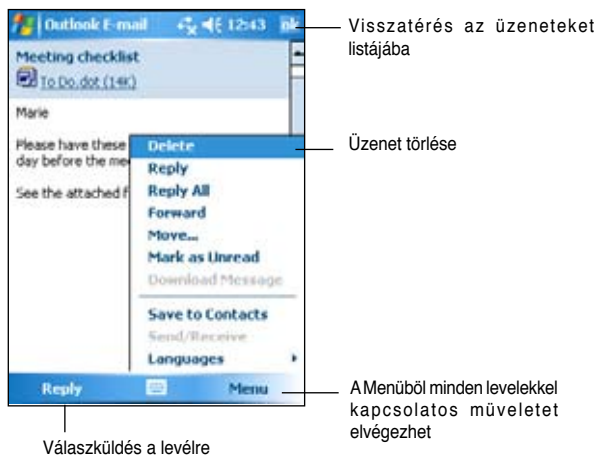 Outlook E-mail 12:43 ok
Visszatérés az üzeneteket
listájába
Meeting checklist
To Do.dot (14K)
Marie
Please have these
day before the me
See the attached f
Delete
Reply
Reply All
Forward
Move...
Mark as Unread
Download Message
Save to Contacts
Send/Receive
Languages
Üzenet törlése
Reply
Menu
A Menüböl minden levelekkel
kapcsolatos müveletet
elvégezhet
Válaszküldés a levélre